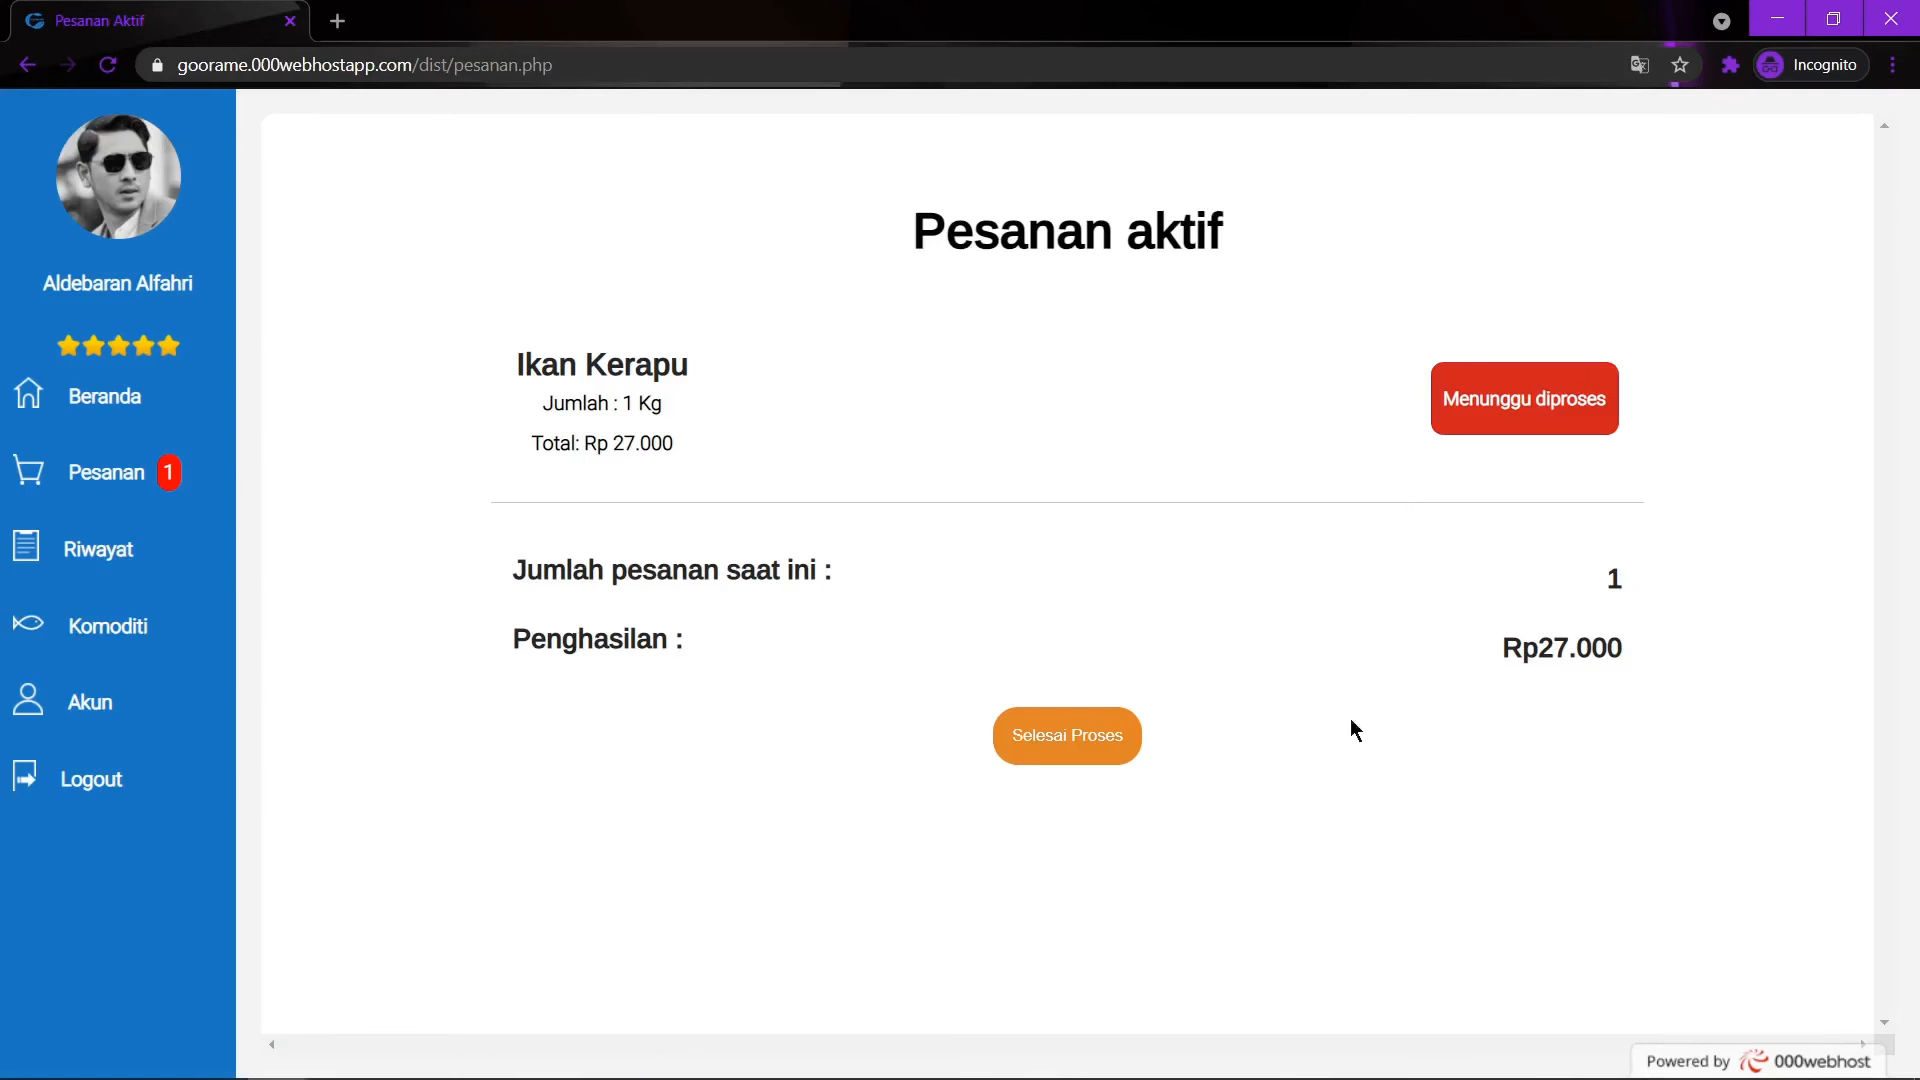 Pesanan Aktif
goorame.000webhostapp.com/dist/pesanan.php
Incognito
Aldebaran Alfahri
Beranda
Pesanan 1
Riwayat
Komoditi
Akun
Logout
Pesanan aktif
Ikan Kerapu
Jumlah : 1 Kg
Total: Rp 27.000
Menunggu diproses
Jumlah pesanan saat ini :
1
Penghasilan :
Rp27.000
Selesai Proses
Powered by 000webhost